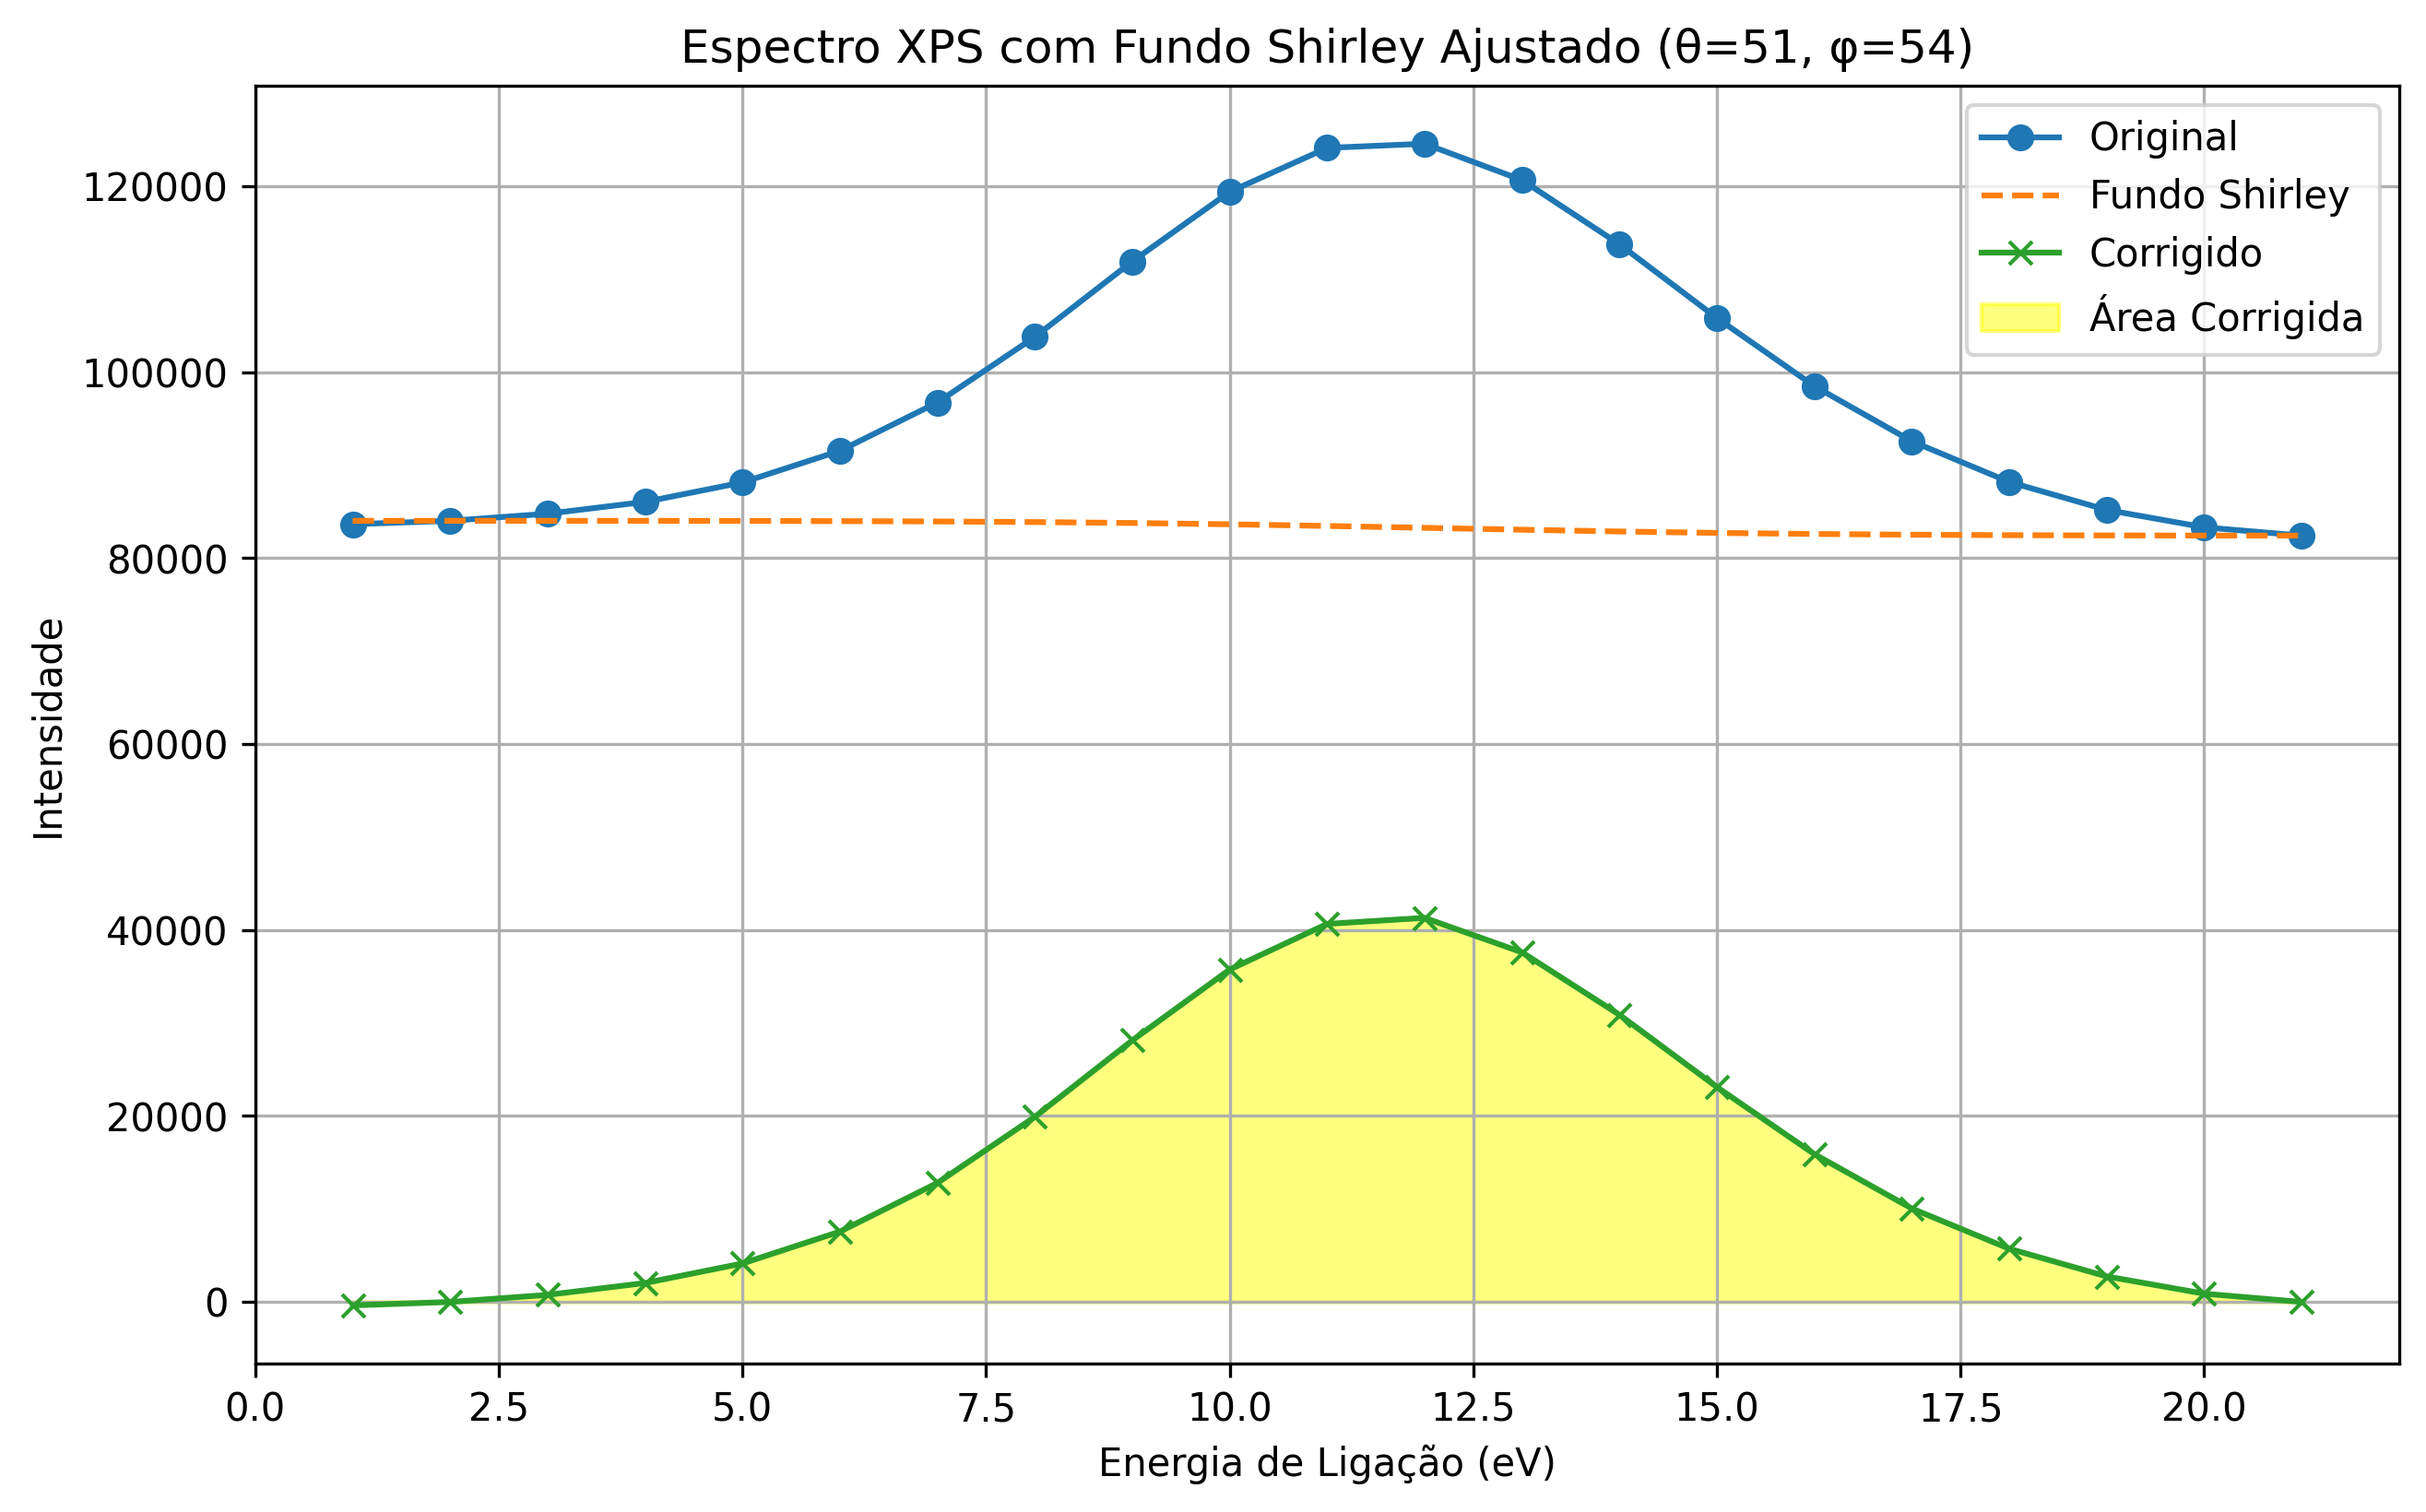 Espectro XPS com Fundo Shirley Ajustado (θ=51, φ=54)
Original
Fundo Shirley
Corrigido
Área Corrigida
120000
100000
80000
60000
40000
20000
0
Intensidade
0.0 2.5 5.0 7.5 10.0 12.5 15.0 17.5 20.0
Energia de Ligação (eV)